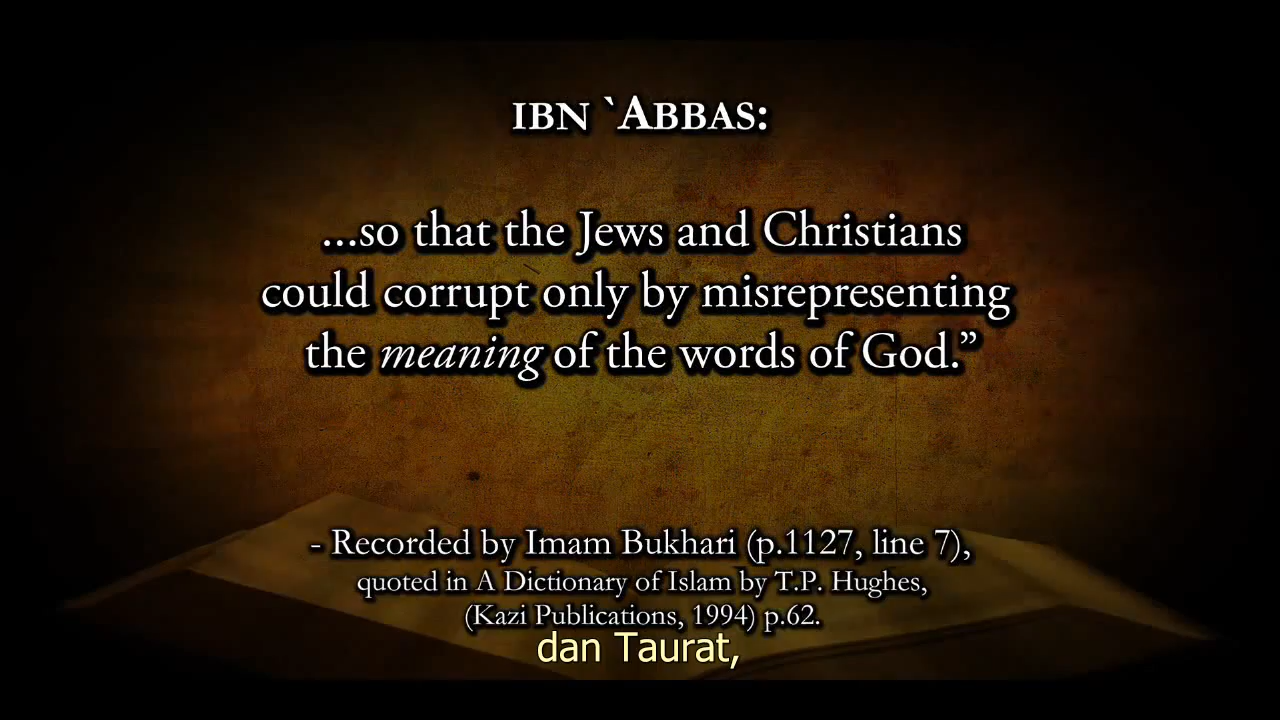 IBN `ABBAS:
...so that the Jews and Christians
could corrupt only by misrepresenting
the meaning of the words of God.”
- Recorded by Imam Bukhari (p.1127, line 7),
quoted in A Dictionary of Islam by T.P. Hughes,
(Kazi Publications, 1994) p.62.
dan Taurat,